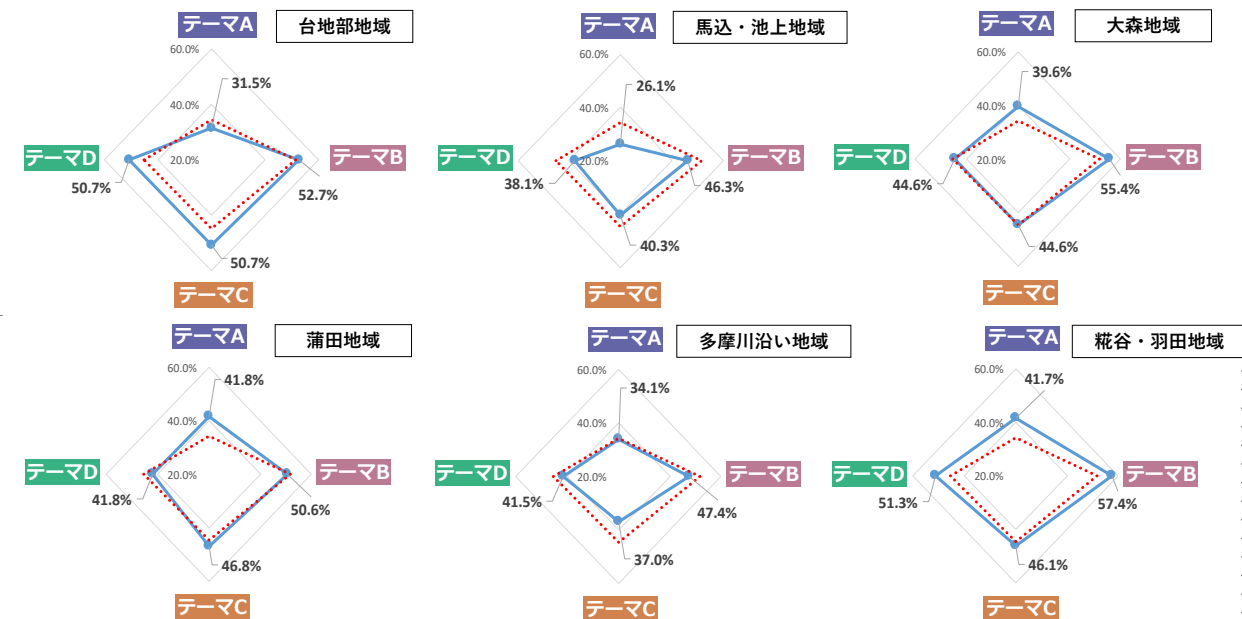 テーマA
台地部地域
60.0%
31.5%
40.0%
テーマD
20.0%
テーマB
50.7%
52.7%
50.7%
テーマC
テーマA
馬込・池上地域
60.0%
26.1%
40.0%
テーマD
20.0%
テーマB
38.1%
46.3%
40.3%
テーマC
テーマA
大森地域
60.0%
39.6%
40.0%
テーマD
20.0%
テーマB
44.6%
55.4%
44.6%
テーマC
テーマA
蒲田地域
60.0%
41.8%
40.0%
テーマD
20.0%
テーマB
41.8%
50.6%
46.8%
テーマC
テーマA
多摩川沿い地域
60.0%
34.1%
40.0%
テーマD
20.0%
テーマB
41.5%
47.4%
37.0%
テーマC
テーマA
糀谷・羽田地域
60.0%
41.7%
40.0%
テーマD
20.0%
テーマB
51.3%
57.4%
46.1%
テーマC